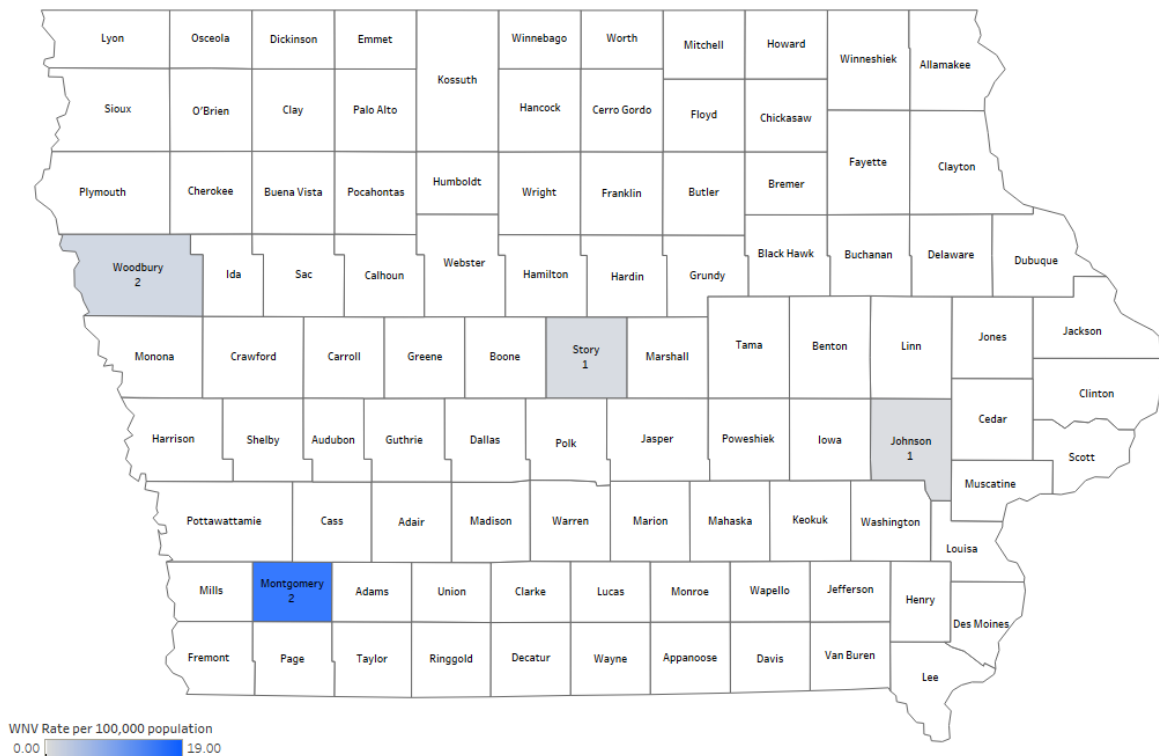 Lyon
Osceola
Dickinson
Emmet
Kossuth
Winnebago
Worth
Mitchell
Howard
Winneshiek
Allamakee
Sioux
O'Brien
Clay
Palo Alto
Hancock
Cerro Gordo
Floyd
Chickasaw
Fayette
Clayton
Plymouth
Cherokee
Buena Vista
Pocahontas
Humboldt
Wright
Franklin
Butler
Bremer
Woodbury
2
Ida
Sac
Calhoun
Webster
Hamilton
Hardin
Grundy
Black Hawk
Buchanan
Delaware
Dubuque
Monona
Crawford
Carroll
Greene
Boone
Story
1
Marshall
Tama
Benton
Linn
Jones
Jackson
Clinton
Harrison
Shelby
Audubon
Guthrie
Dallas
Polk
Jasper
Poweshiek
Iowa
Johnson
1
Cedar
Scott
Muscatine
Pottawattamie
Cass
Adair
Madison
Warren
Marion
Mahaska
Keokuk
Washington
Louisa
Mills
Montgomery
2
Adams
Union
Clarke
Lucas
Monroe
Wapello
Jefferson
Henry
Des Moines
Fremont
Page
Taylor
Ringgold
Decatur
Wayne
Appanoose
Davis
Van Buren
Lee
WNV Rate per 100,000 population
0.00 19.00